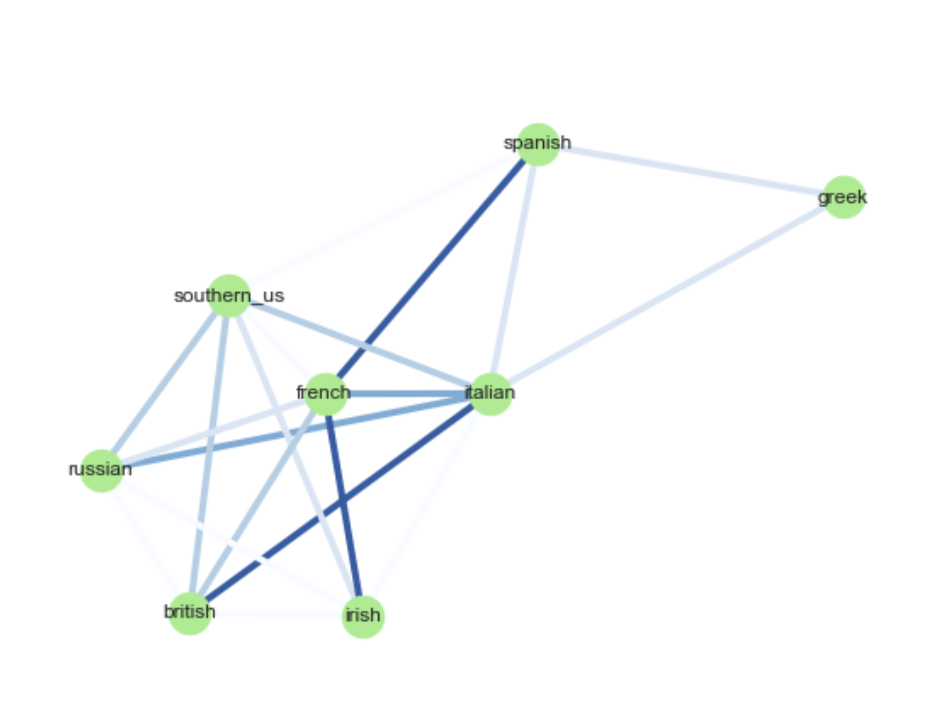 spanish
greek
southern_us
french
italian
russian
british
irish